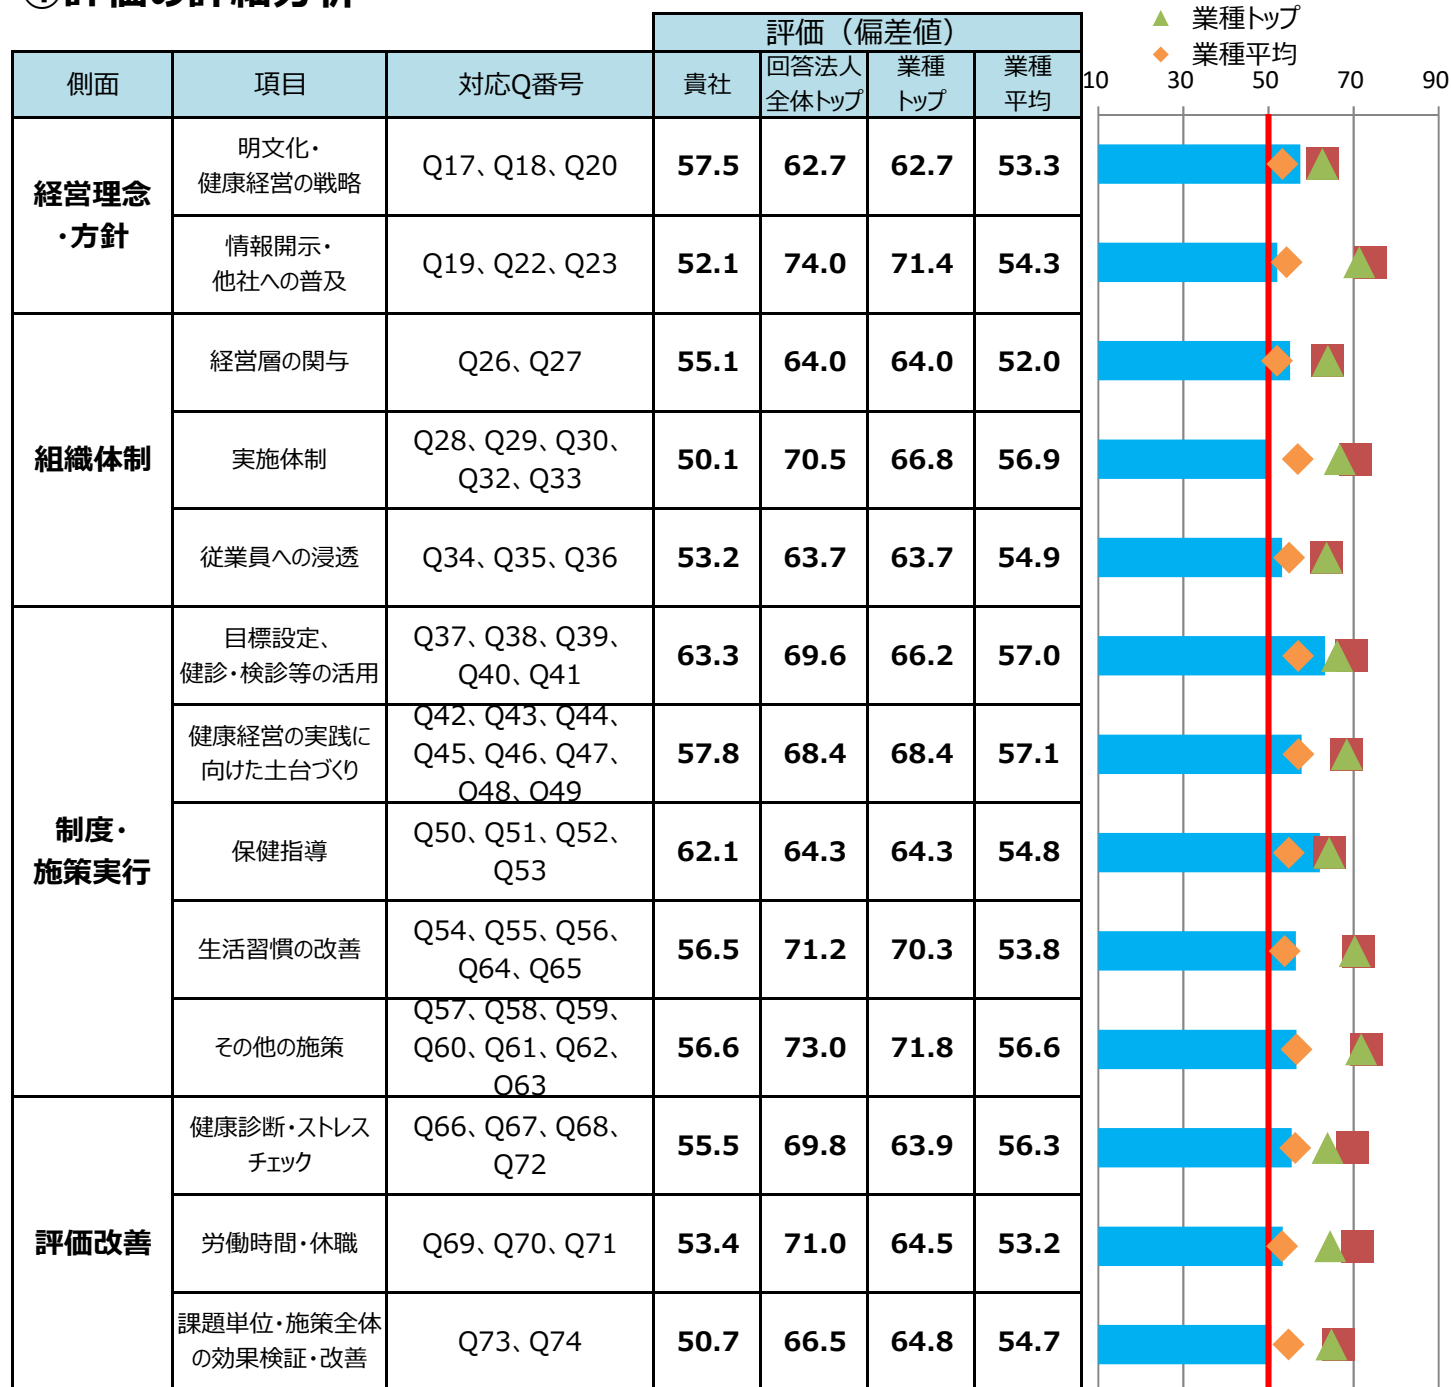 ①評価の詳細分析
業種トップ
業種平均
評価（偏差値）
側面 項目 対応Q番号 貴社 回答法人 業種 業種
全体トップ トップ 平均
10 30 50 70 90
経営理念
・方針
明文化・
健康経営の戦略
Q17、Q18、Q20
57.5 62.7 62.7 53.3
情報開示・
他社への普及
Q19、Q22、Q23
52.1 74.0 71.4 54.3
組織体制
経営層の関与
Q26、Q27
55.1 64.0 64.0 52.0
実施体制
Q28、Q29、Q30、
Q32、Q33
50.1 70.5 66.8 56.9
従業員への浸透
Q34、Q35、Q36
53.2 63.7 63.7 54.9
制度・
施策実行
目標設定、
健診・検診等の活用
Q37、Q38、Q39、
Q40、Q41
63.3 69.6 66.2 57.0
健康経営の実践に
向けた土台づくり
Q42、Q43、Q44、
Q45、Q46、Q47、
Q48、Q49
57.8 68.4 68.4 57.1
保健指導
Q50、Q51、Q52、
Q53
62.1 64.3 64.3 54.8
生活習慣の改善
Q54、Q55、Q56、
Q64、Q65
56.5 71.2 70.3 53.8
その他の施策
Q57、Q58、Q59、
Q60、Q61、Q62、
Q63
56.6 73.0 71.8 56.6
評価改善
健康診断・ストレス
チェック
Q66、Q67、Q68、
Q72
55.5 69.8 63.9 56.3
労働時間・休職
Q69、Q70、Q71
53.4 71.0 64.5 53.2
課題単位・施策全体
の効果検証・改善
Q73、Q74
50.7 66.5 64.8 54.7